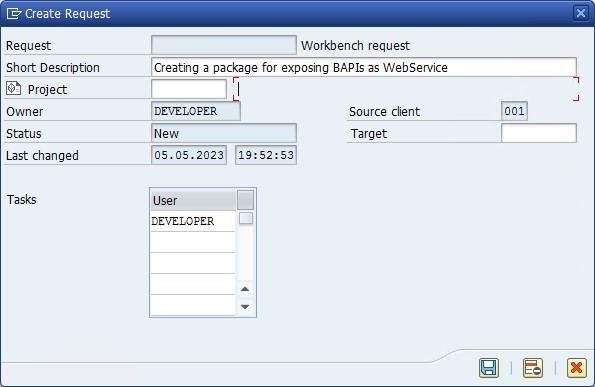 Create Request
Request Workbench request
Short Description Creating a package for exposing BAPIs as WebService
Project
Owner DEVELOPER Source client 001
Status New Target
Last changed 05.05.2023 19:52:53
Tasks User
DEVELOPER